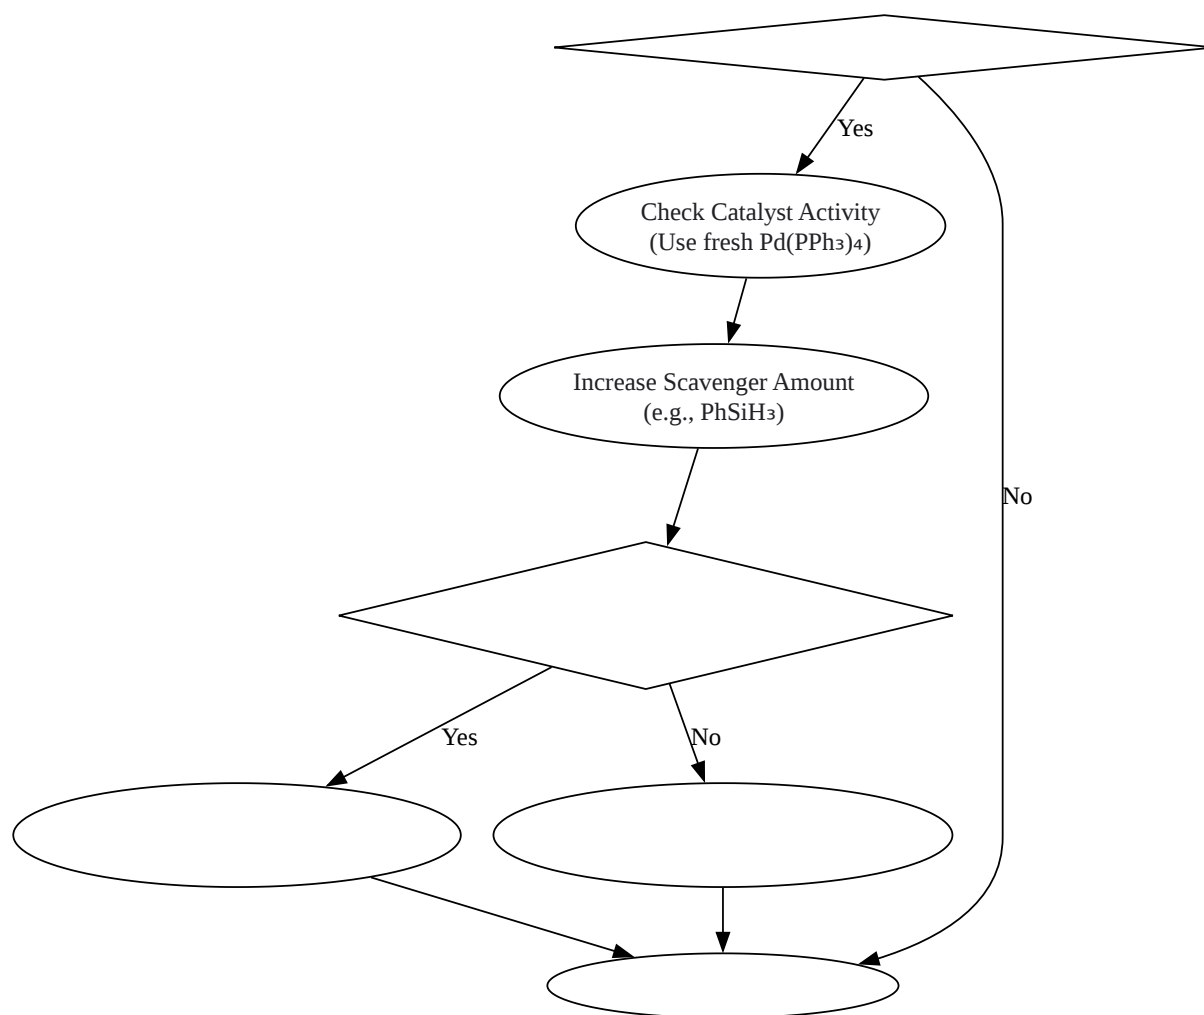 Yes
Check Catalyst Activity
(Use fresh Pd(PPh₃)₄)
Increase Scavenger Amount
(e.g., PhSiH₃)
No
Yes
No